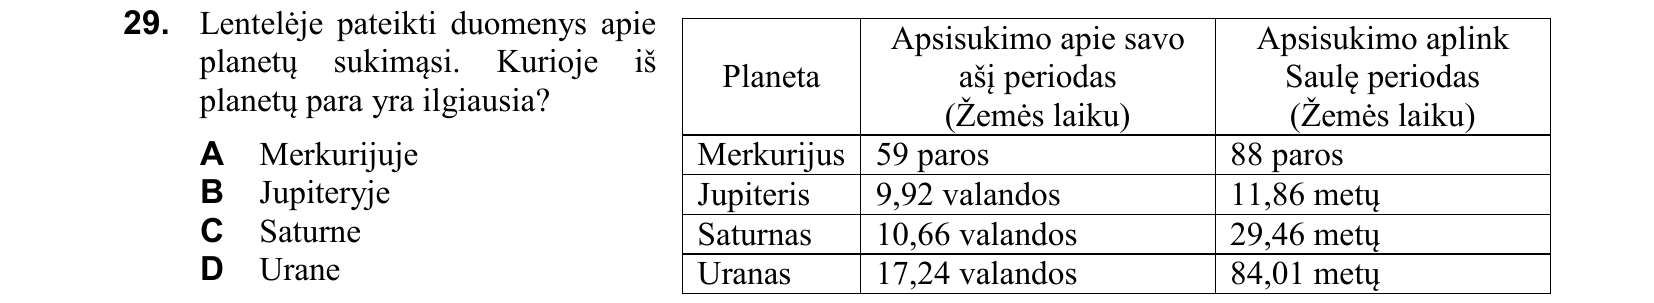 29. Lentelėje pateikti duomenys apie
planetų sukimąsi. Kurioje iš
planetų para yra ilgiausia?
A Merkurijuje
B Jupiteryje
C Saturne
D Urane
Planeta
Apsisukimo apie savo
ašį periodas
(Žemės laiku)
Apsisukimo aplink
Saulę periodas
(Žemės laiku)
Merkurijus 59 paros 88 paros
Jupiteris 9,92 valandos 11,86 metų
Saturnas 10,66 valandos 29,46 metų
Uranas 17,24 valandos 84,01 metų